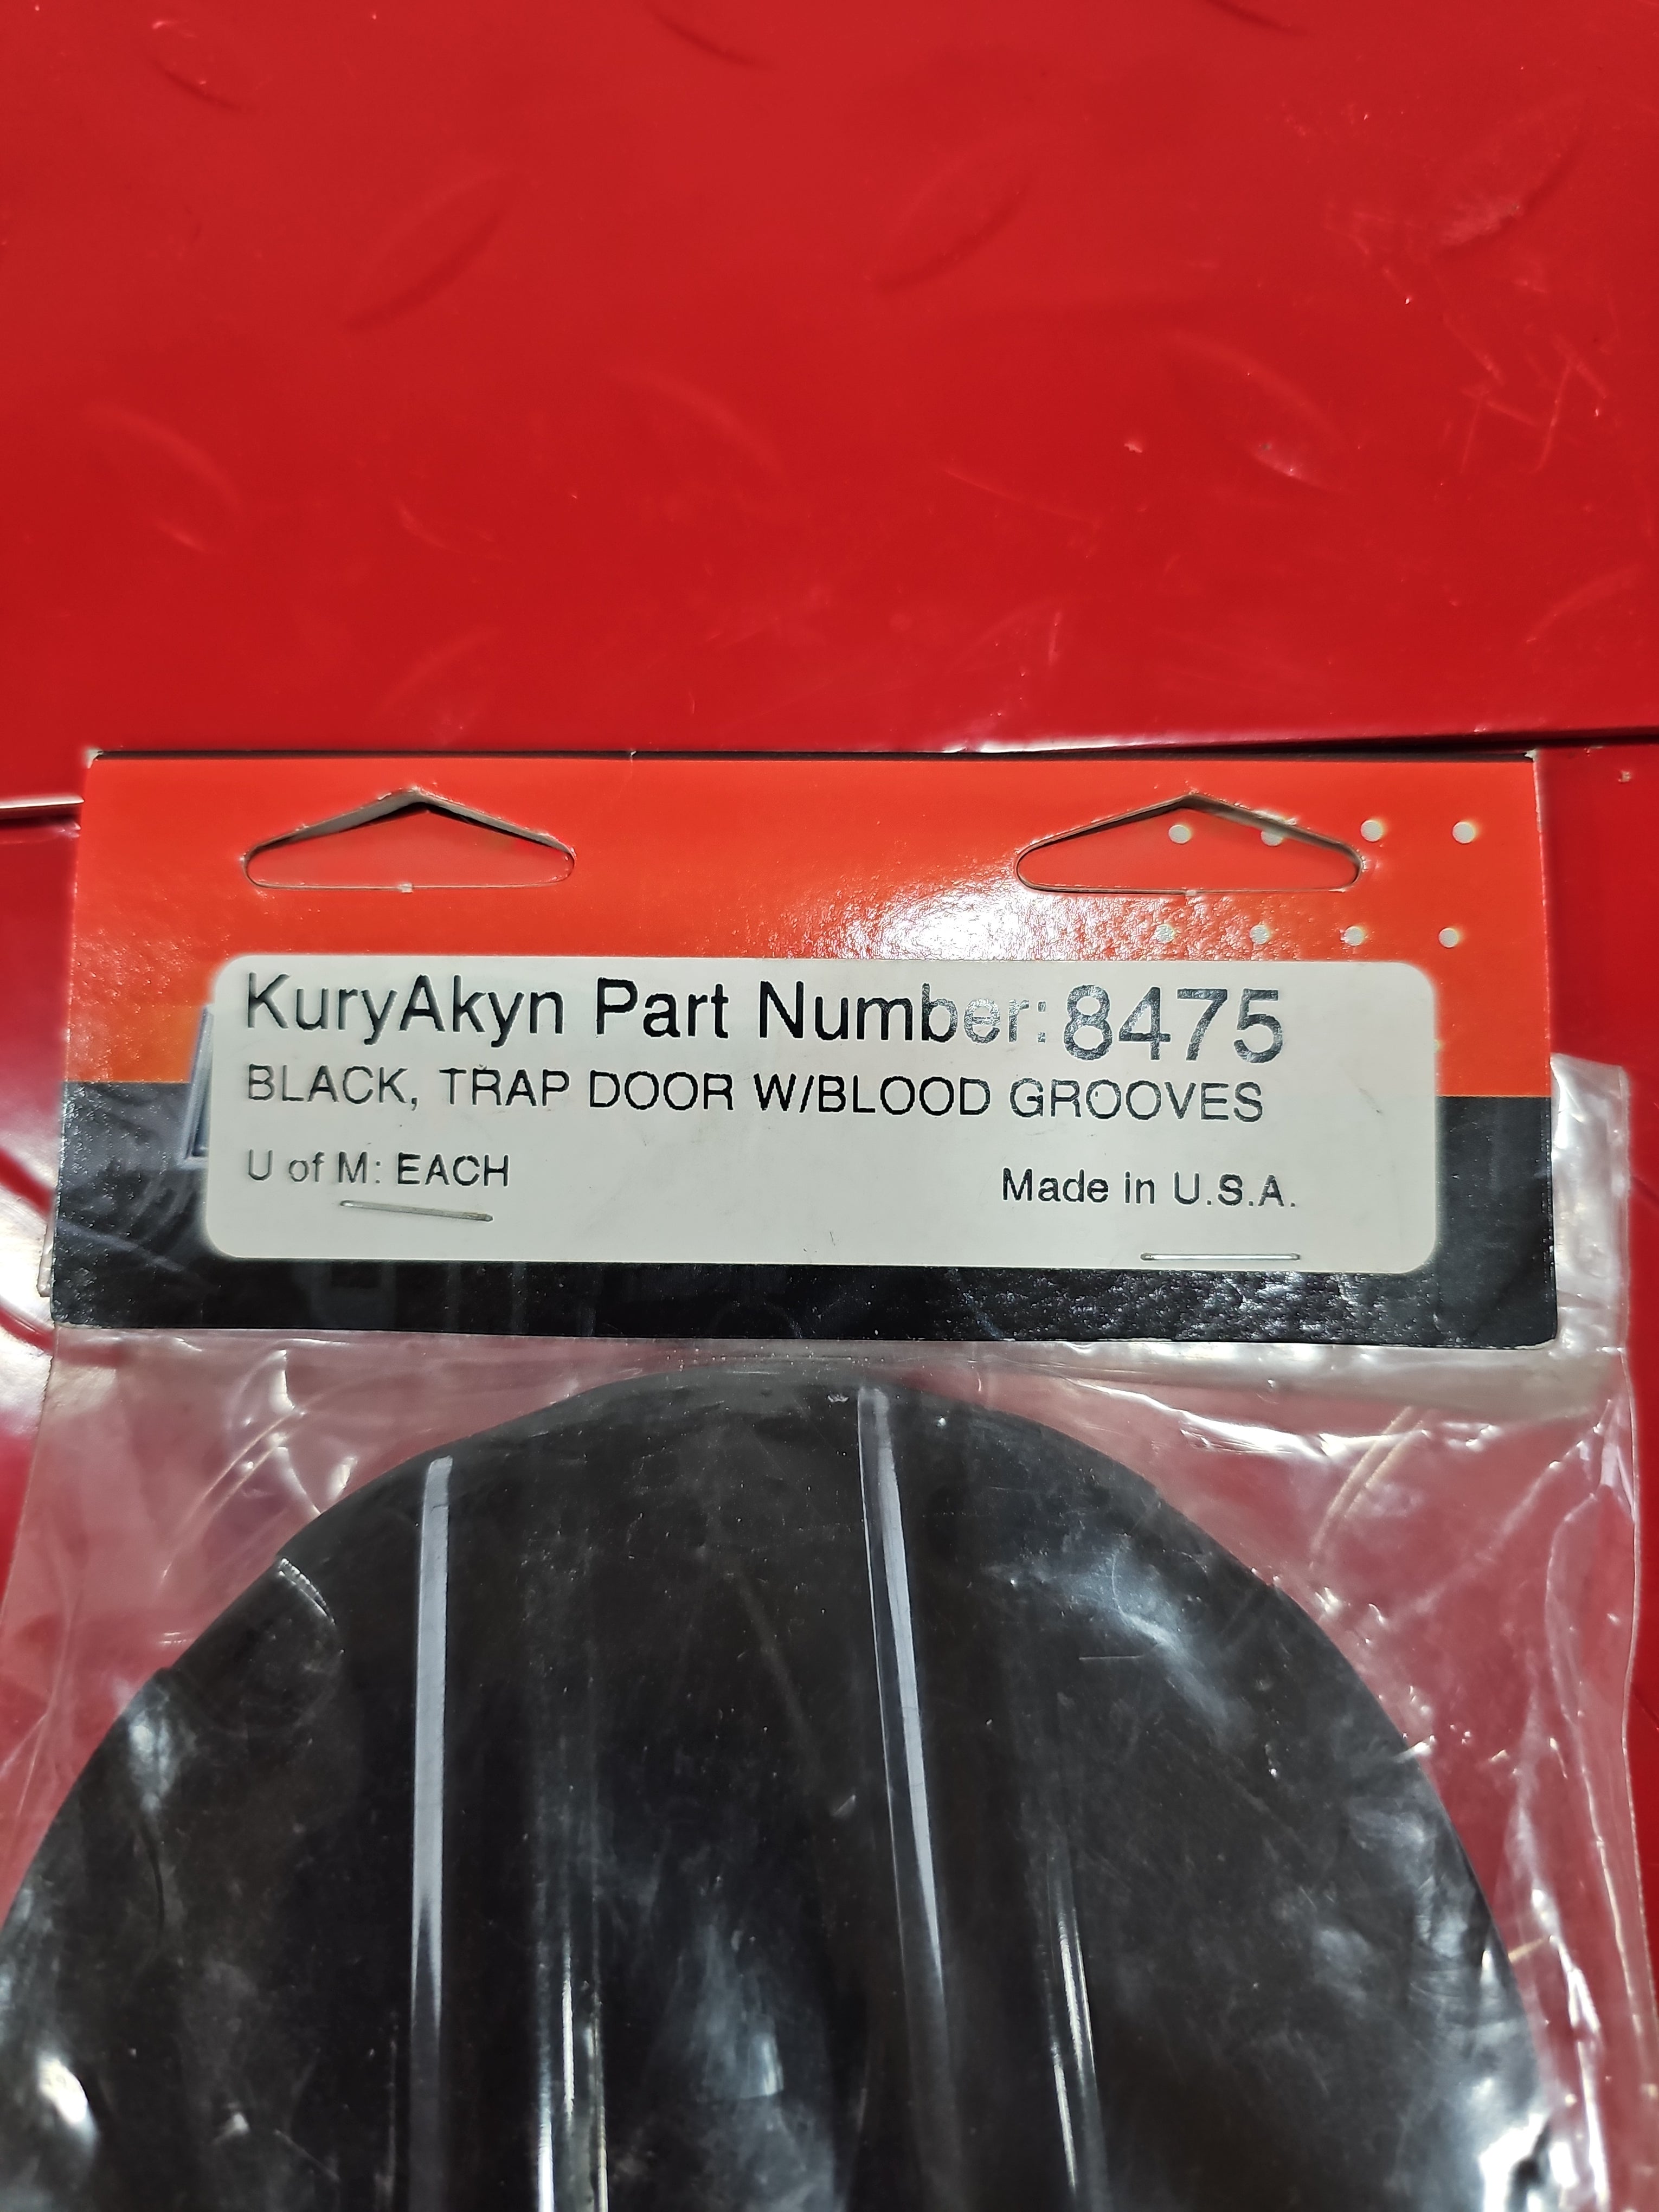 KuryAkyn Part Number: 8475
BLACK, TRAP DOOR W/BLOOD GROOVES
U of M: EACH
Made in U.S.A.